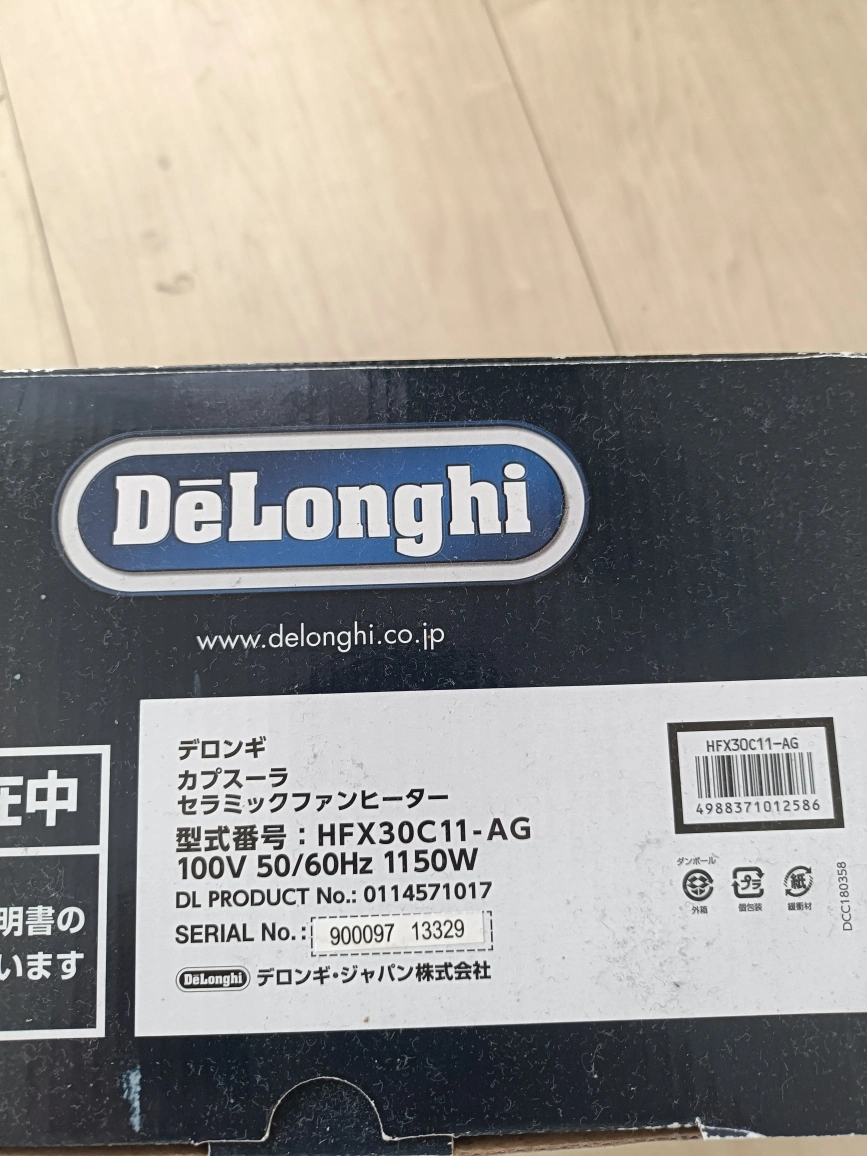 DēLonghi
www.delonghi.co.jp
在中
明書の
います
デロンギ
カプスーラ
セラミックファンヒーター
型式番号:HFX30C11-AG
100V 50/60Hz 1150W
DL PRODUCT No.: 0114571017
SERIAL No.: 900097 13329
DēLonghi デロンギ・ジャパン株式会社
HFX30C11-AG
4988371012586
ダンボール
プラ
紙
外箱
個包装
緩衝材
DCC180358